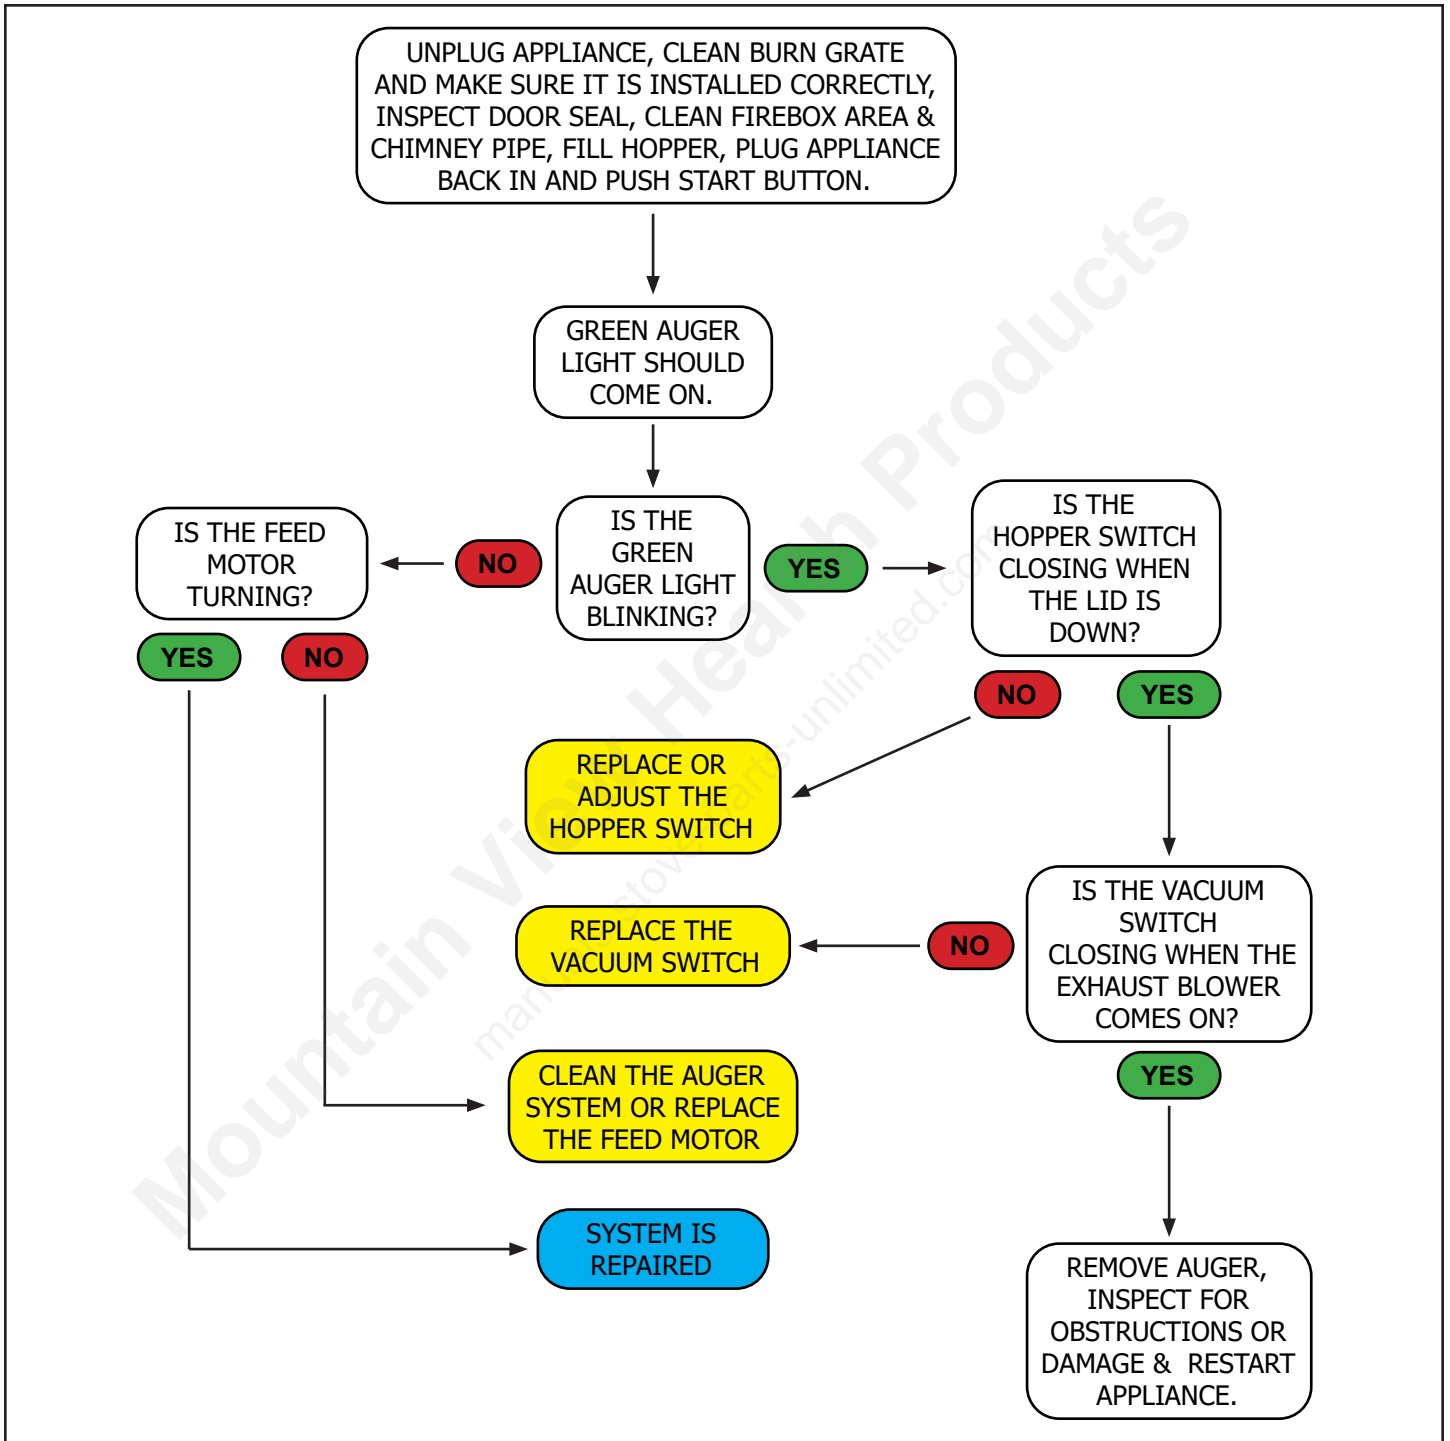 UNPLUG APPLIANCE, CLEAN BURN GRATE
AND MAKE SURE IT IS INSTALLED CORRECTLY,
INSPECT DOOR SEAL, CLEAN FIREBOX AREA &
CHIMNEY PIPE, FILL HOPPER, PLUG APPLIANCE
BACK IN AND PUSH START BUTTON.
GREEN AUGER
LIGHT SHOULD
COME ON.
IS THE
GREEN
AUGER LIGHT
BLINKING?
NO
YES
IS THE FEED
MOTOR
TURNING?
YES
NO
IS THE
HOPPER SWITCH
CLOSING WHEN
THE LID IS
DOWN?
NO
YES
REPLACE OR
ADJUST THE
HOPPER SWITCH
IS THE VACUUM
SWITCH
CLOSING WHEN THE
EXHAUST BLOWER
COMES ON?
NO
YES
REPLACE THE
VACUUM SWITCH
CLEAN THE AUGER
SYSTEM OR REPLACE
THE FEED MOTOR
SYSTEM IS
REPAIRED
REMOVE AUGER,
INSPECT FOR
OBSTRUCTIONS OR
DAMAGE & RESTART
APPLIANCE.
Mountain View Hearth Products